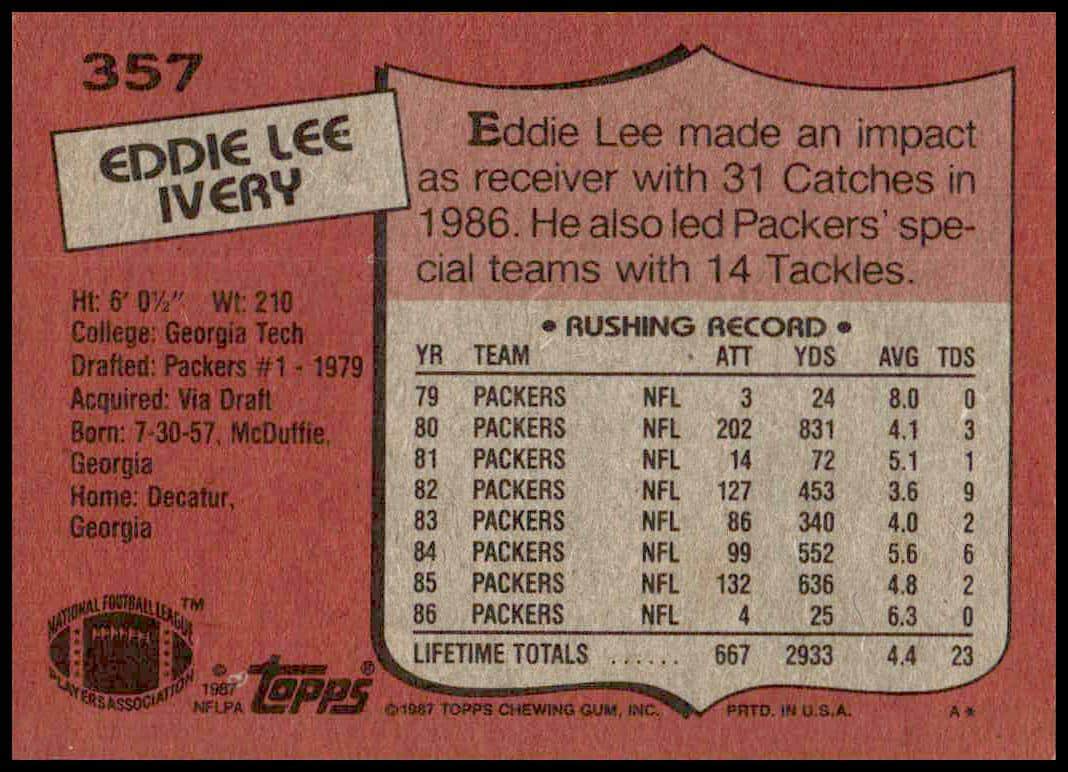 357
EDDIE LEE
IVERY
Ht: 6' 0½" Wt: 210
College: Georgia Tech
Drafted: Packers #1 - 1979
Acquired: Via Draft
Born: 7-30-57, McDuffie,
Georgia
Home: Decatur,
Georgia
NATIONAL FOOTBALL LEAGUE
PLAYERS ASSOCIATION
™
©
1987
NFLPA
topps®
Eddie Lee made an impact
as receiver with 31 Catches in
1986. He also led Packers' spe-
cial teams with 14 Tackles.
• RUSHING RECORD •
YR TEAM ATT YDS AVG TDS
79 PACKERS NFL 3 24 8.0 0
80 PACKERS NFL 202 831 4.1 3
81 PACKERS NFL 14 72 5.1 1
82 PACKERS NFL 127 453 3.6 9
83 PACKERS NFL 86 340 4.0 2
84 PACKERS NFL 99 552 5.6 6
85 PACKERS NFL 132 636 4.8 2
86 PACKERS NFL 4 25 6.3 0
LIFETIME TOTALS ...... 667 2933 4.4 23
©1987 TOPPS CHEWING GUM, INC. PRTD. IN U.S.A. A*